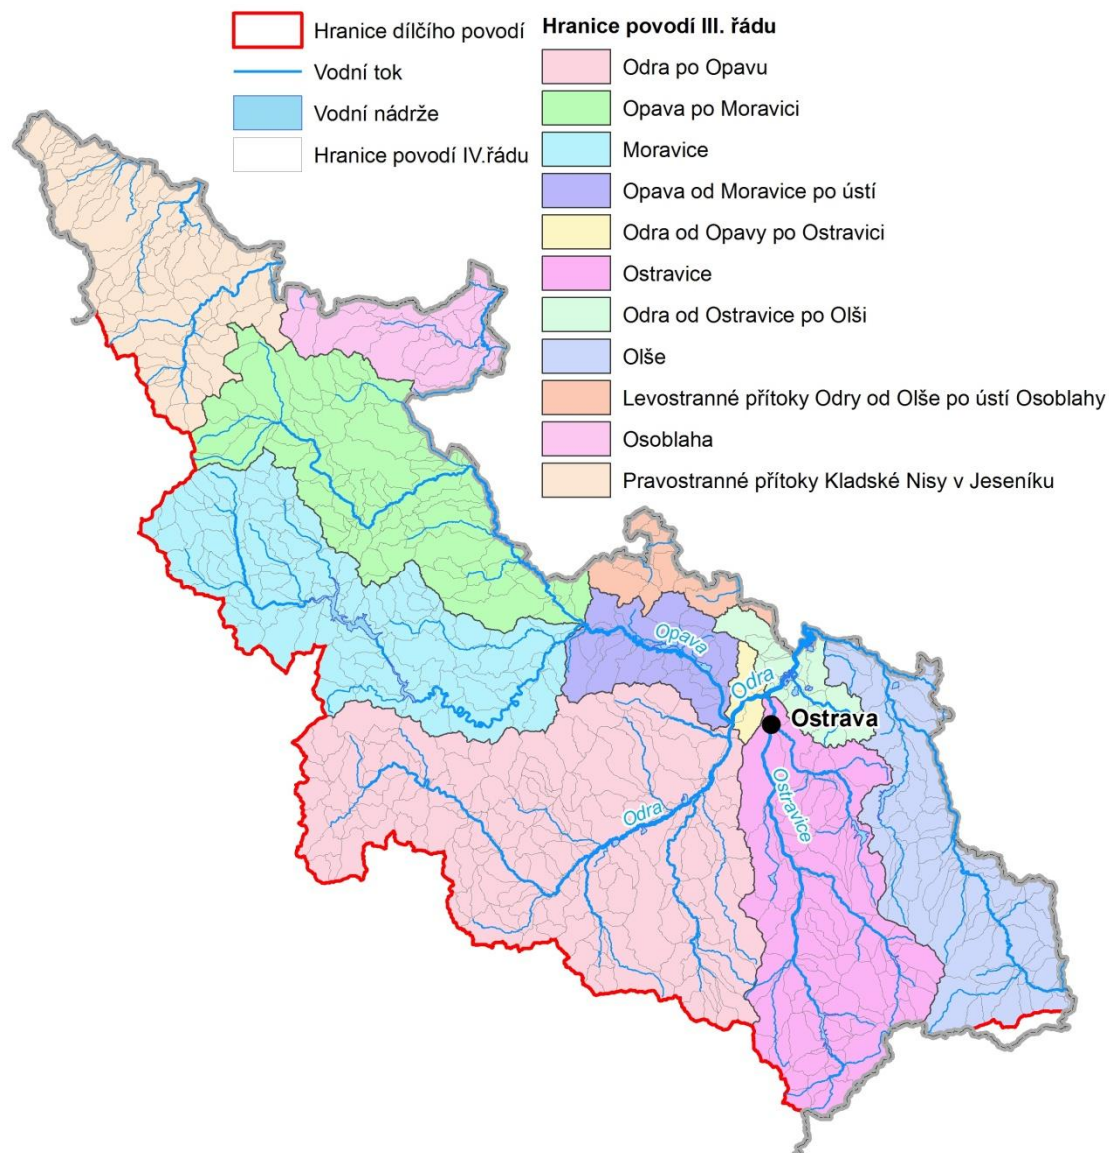 Hranice dílčího povodí
Vodní tok
Vodní nádrže
Hranice povodí IV.řádu
Hranice povodí III. řádu
Odra po Opavu
Opava po Moravici
Moravice
Opava od Moravice po ústí
Odra od Opavy po Ostravici
Ostravice
Odra od Ostravice po Olši
Olše
Levostranné přítoky Odry od Olše po ústí Osoblahy
Osoblaha
Pravostranné přítoky Kladské Nisy v Jeseníku
Opava
Odra
Ostrava
Ostravice
Odra